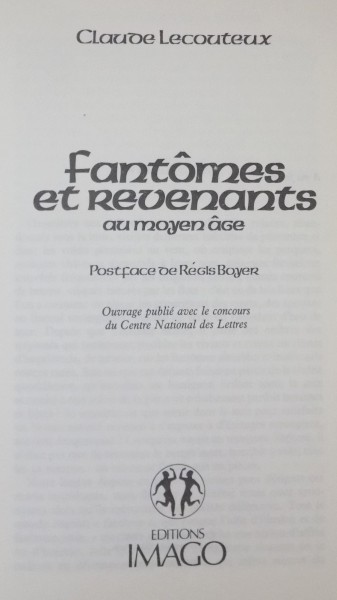 Claude Lecouteux
fantômes
et revenants
au moyen âge
Postface de Régis Boyer
Ouvrage publié avec le concours
du Centre National des Lettres
EDITIONS
IMAGO